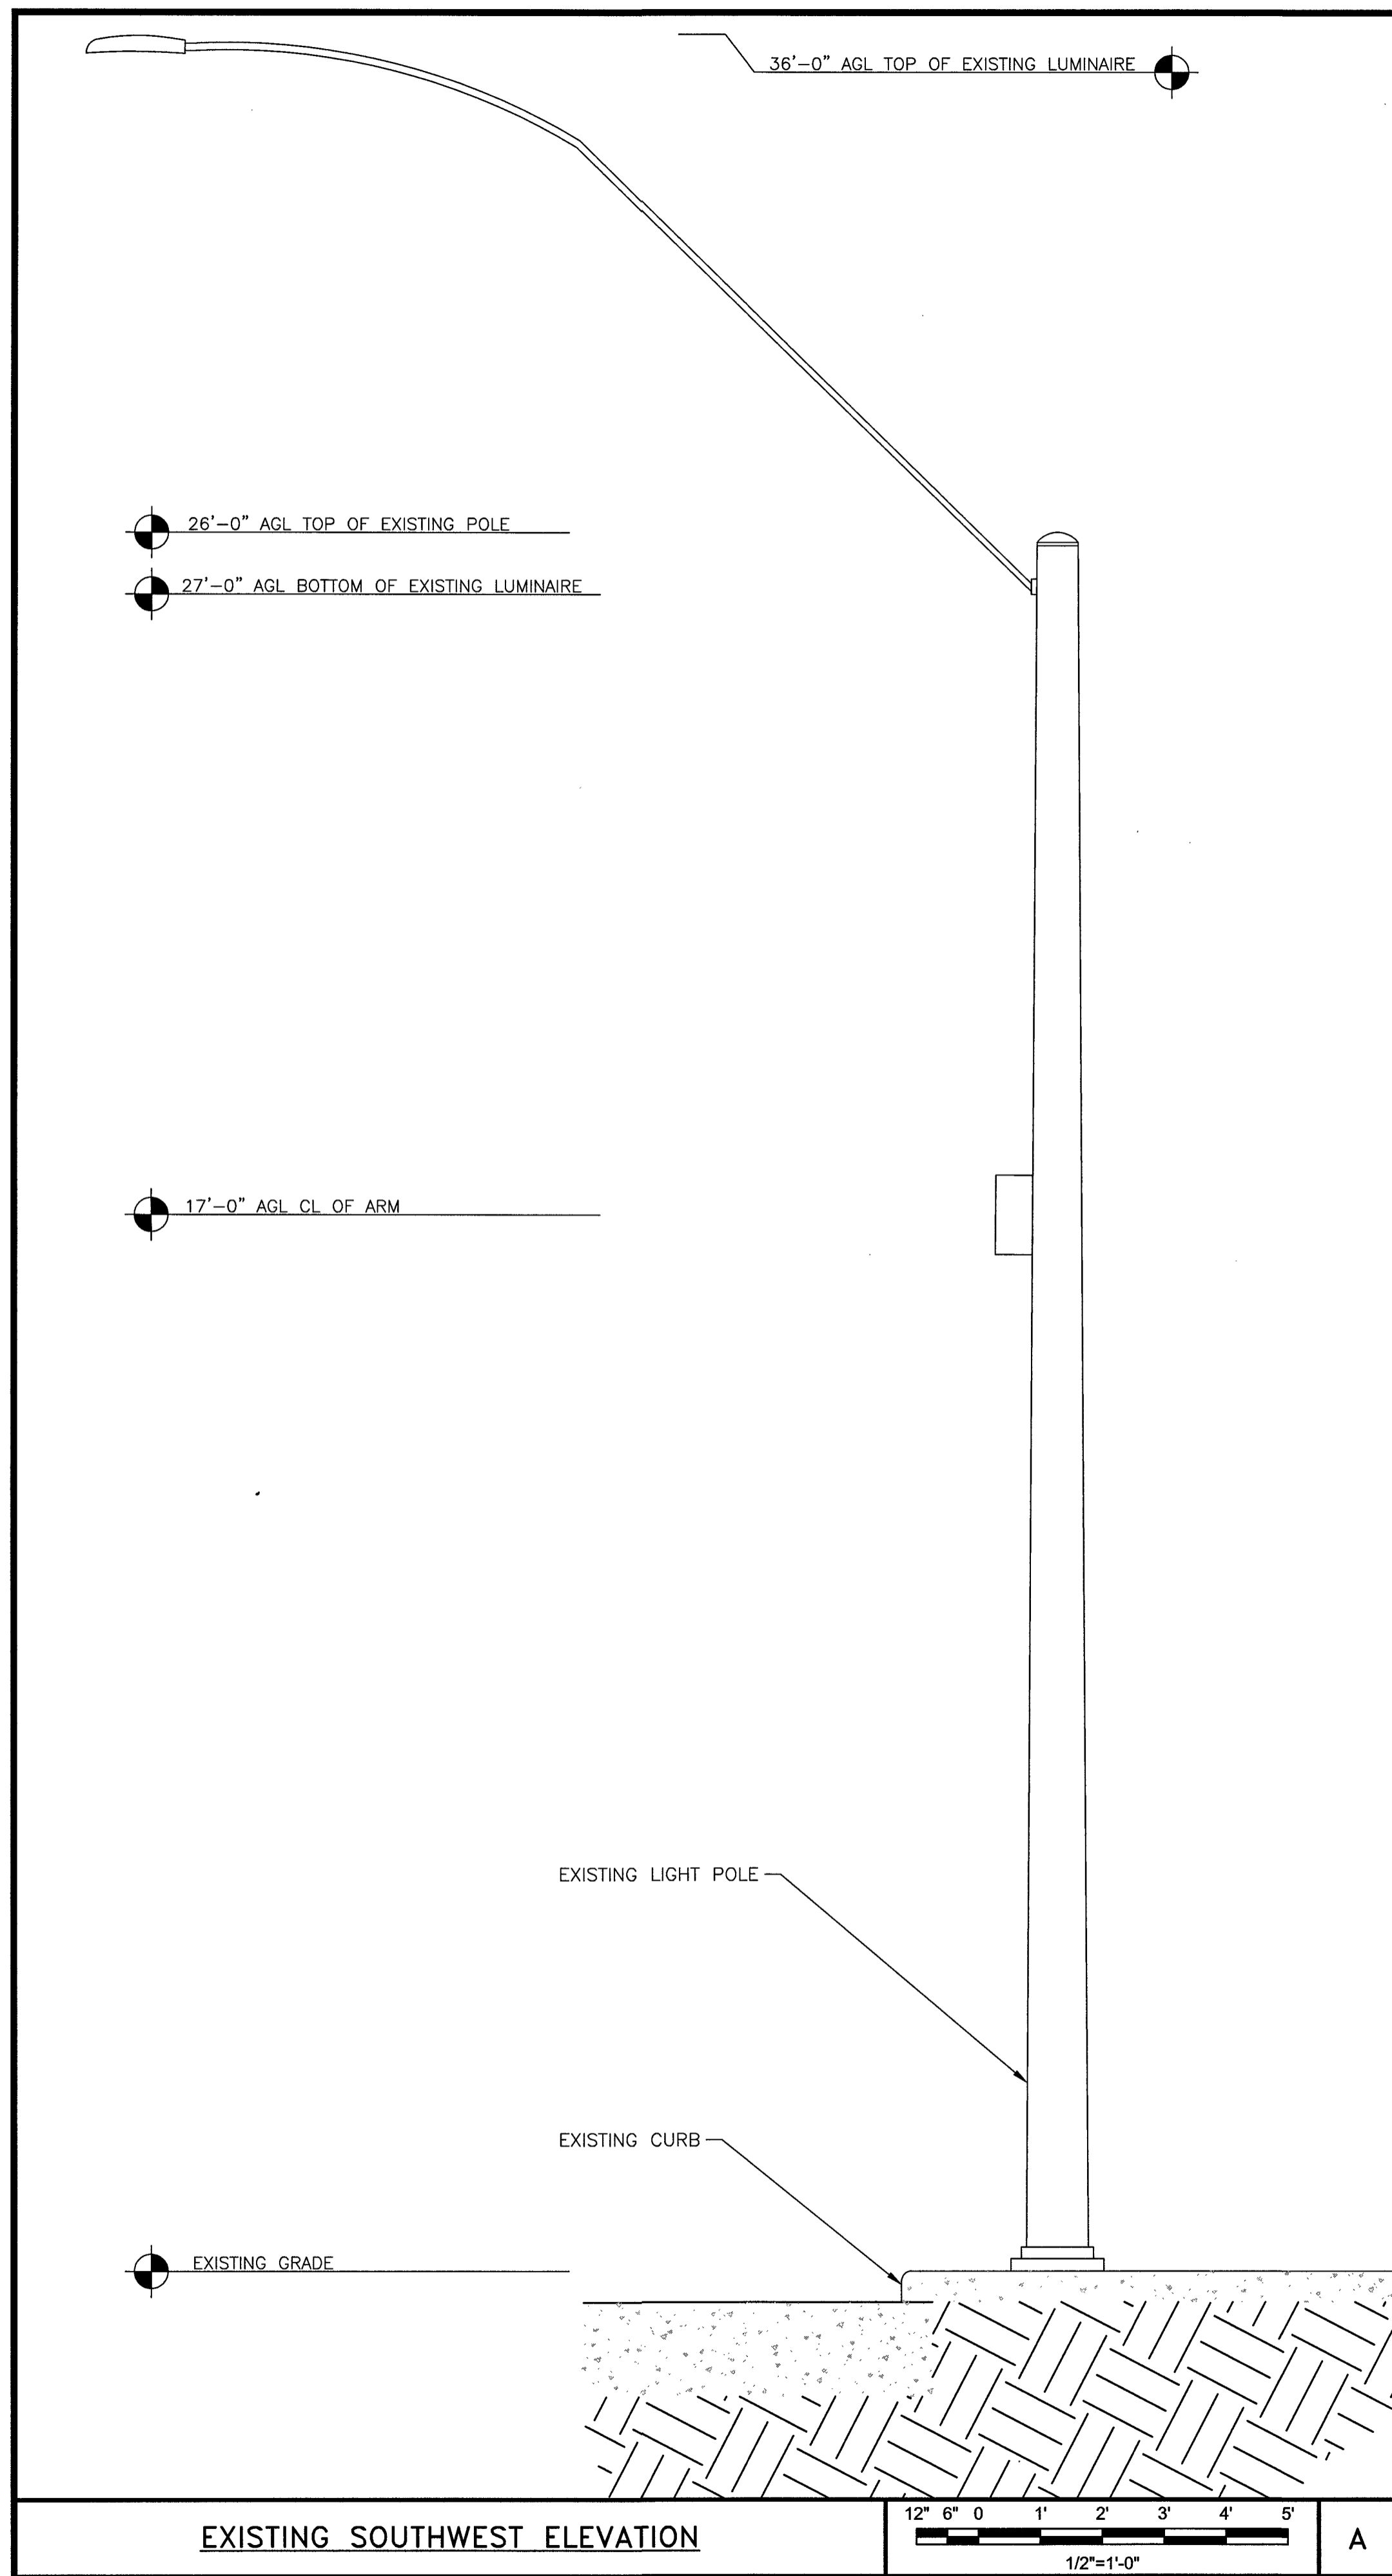 36'-0" AGL TOP OF EXISTING LUMINAIRE
26'-0" AGL TOP OF EXISTING POLE
27'-0" AGL BOTTOM OF EXISTING LUMINAIRE
17'-0" AGL CL OF ARM
EXISTING LIGHT POLE
EXISTING CURB
EXISTING GRADE
EXISTING SOUTHWEST ELEVATION
12" 6" 0 1' 2' 3' 4' 5'
1/2"=1'-0"
A